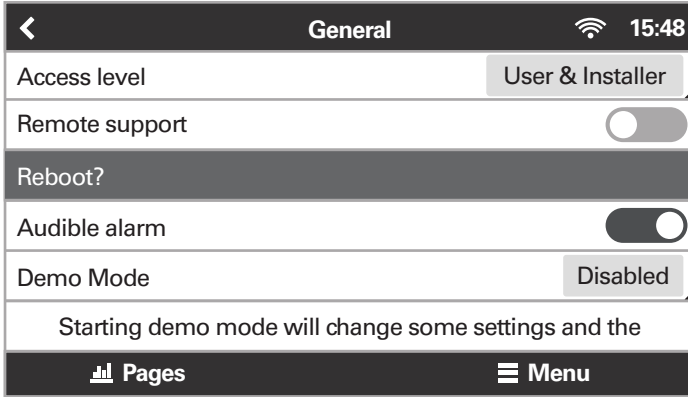 General
15:48
Access level
User & Installer
Remote support
Reboot?
Audible alarm
Demo Mode
Disabled
Starting demo mode will change some settings and the
Pages
Menu